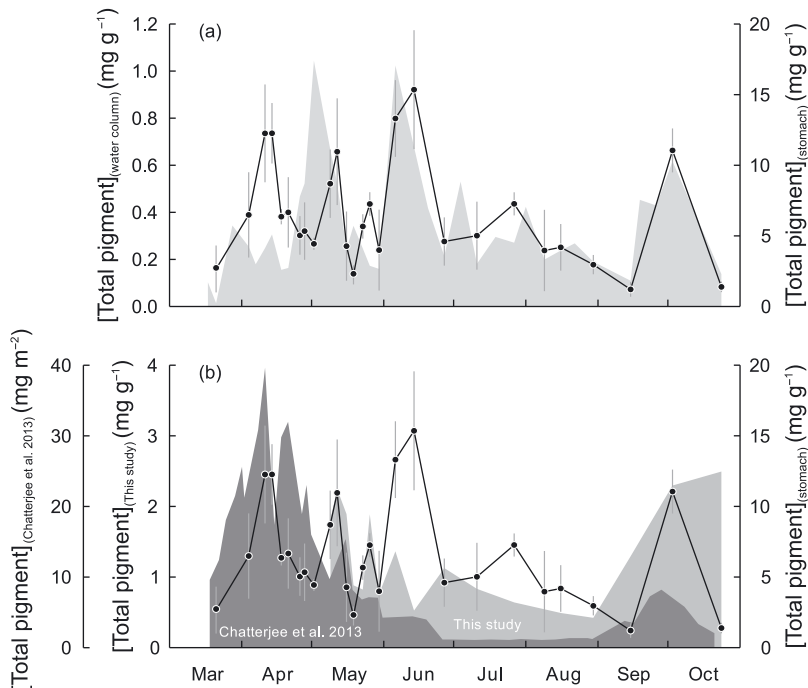 (a)
[Total pigment](water column) (mg g⁻¹)
1.2
1.0
0.8
0.6
0.4
0.2
0.0
20
15
10
5
0
[Total pigment](stomach) (mg g⁻¹)
(b)
[Total pigment](Chatterjee et al. 2013) (mg m⁻²)
40
30
20
10
0
[Total pigment](This study) (mg g⁻¹)
4
3
2
1
0
20
15
10
5
0
[Total pigment](stomach) (mg g⁻¹)
Chatterjee et al. 2013
This study
Mar Apr May Jun Jul Aug Sep Oct